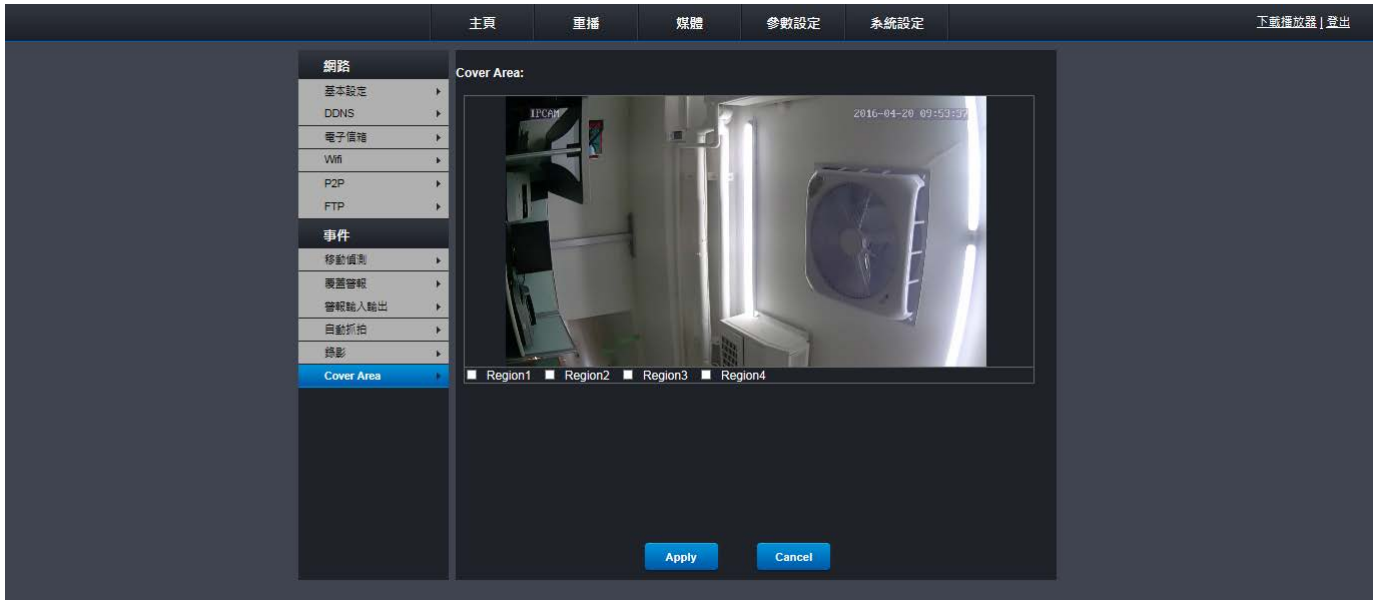 主頁 重播 媒體 參數設定 系統設定 下載播放器 | 登出
網路
基本設定
DDNS
電子信箱
Wifi
P2P
FTP
事件
移動偵測
覆蓋警報
警報輸入輸出
自動抓拍
錄影
Cover Area
Cover Area:
IPCAM 2016-04-20 09:53:37
Region1 Region2 Region3 Region4
Apply Cancel